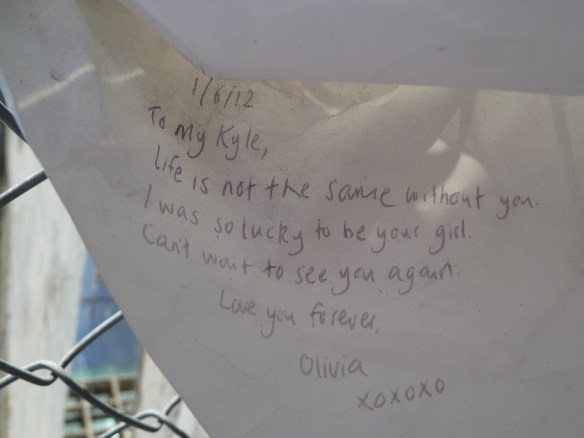 1/6/12
To My Kyle,
Life is not the same without you.
I was so lucky to be your girl.
Can't wait to see you again.
Love you forever,
Olivia
xoxoxo